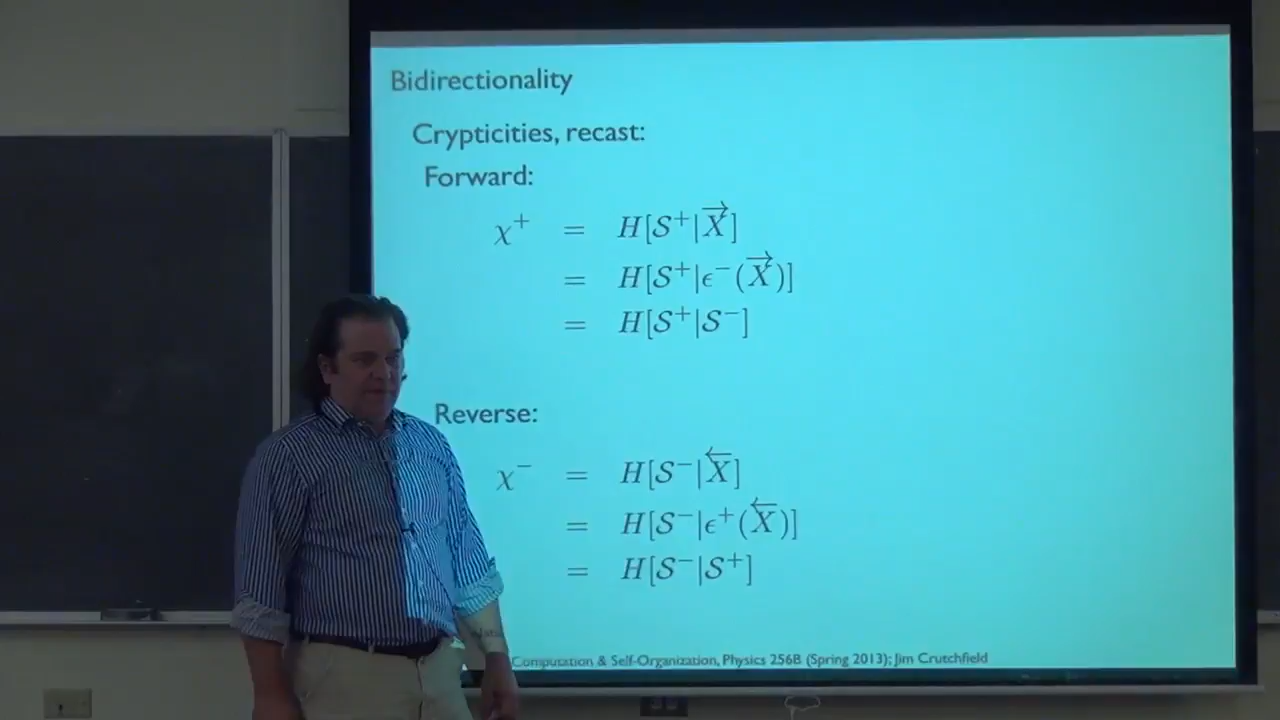 Bidirectionality
Crypticities, recast:
Forward:
χ⁺ = H[𝒮⁺|X⃗]
= H[𝒮⁺|ϵ⁻(X⃗)]
= H[𝒮⁺|𝒮⁻]
Reverse:
χ⁻ = H[𝒮⁻|X⃖]
= H[𝒮⁻|ϵ⁺(X⃖)]
= H[𝒮⁻|𝒮⁺]
Computation & Self-Organization, Physics 256B (Spring 2013); Jim Crutchfield